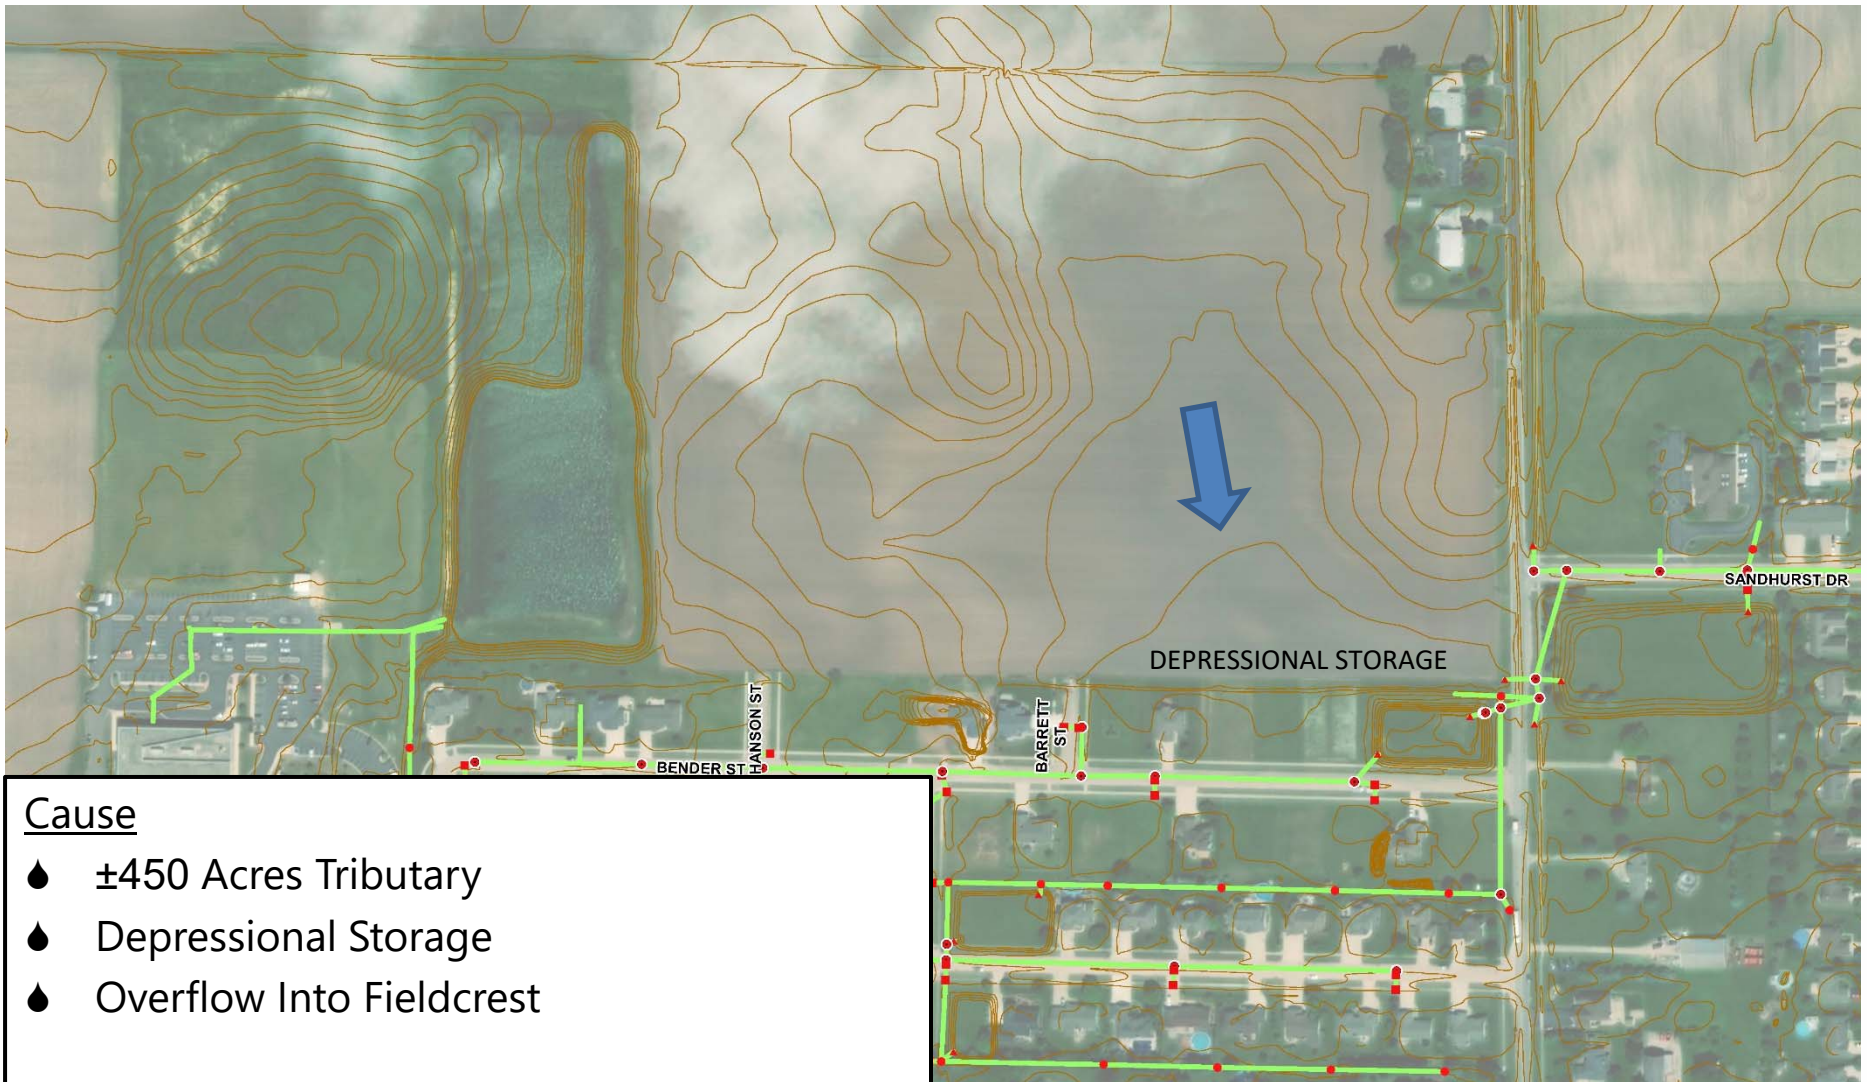 SANDHURST DR
DEPRESSIONAL STORAGE
HANSON ST
BARRETT
ST
BENDER ST
Cause
±450 Acres Tributary
Depressional Storage
Overflow Into Fieldcrest